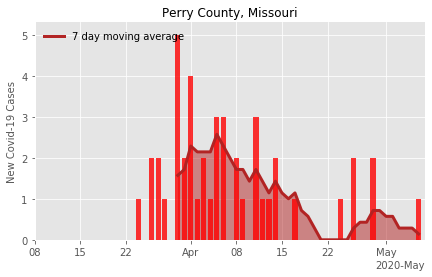 Perry County, Missouri
7 day moving average
New Covid-19 Cases
5
4
3
2
1
0
08 15 22 Apr 08 15 22 May
2020-May